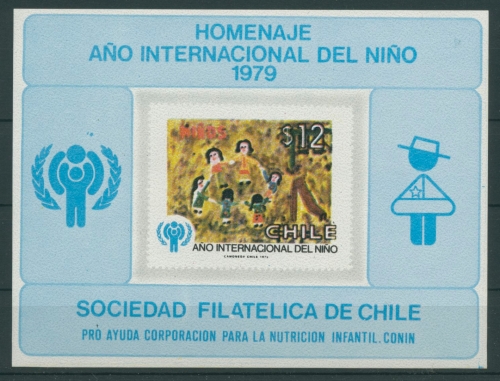 HOMENAJE
AÑO INTERNACIONAL DEL NIÑO
1979
$12
CHILE
AÑO INTERNACIONAL DEL NIÑO
SOCIEDAD FILATELICA DE CHILE
PRO AYUDA CORPORACION PARA LA NUTRICION INFANTIL. CONIN